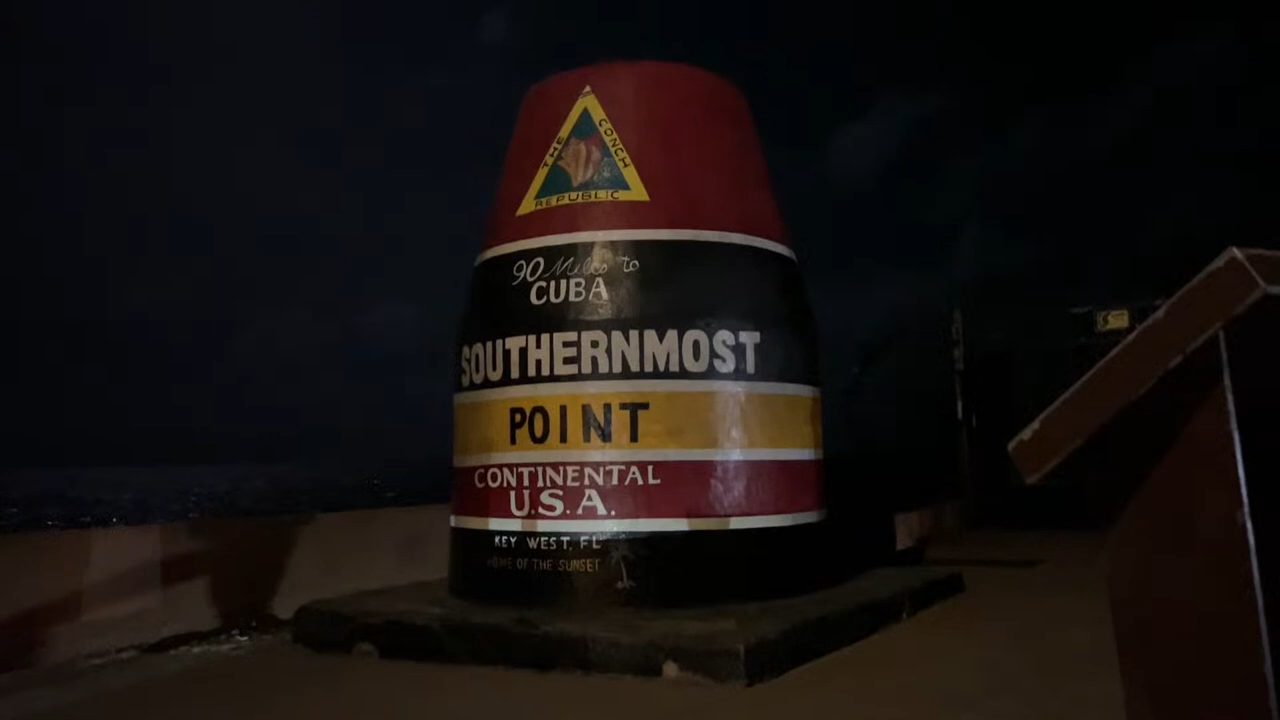 THE CONCH
REPUBLIC
90 Miles to
CUBA
SOUTHERNMOST
POINT
CONTINENTAL
U.S.A.
KEY WEST, FL
HOME OF THE SUNSET